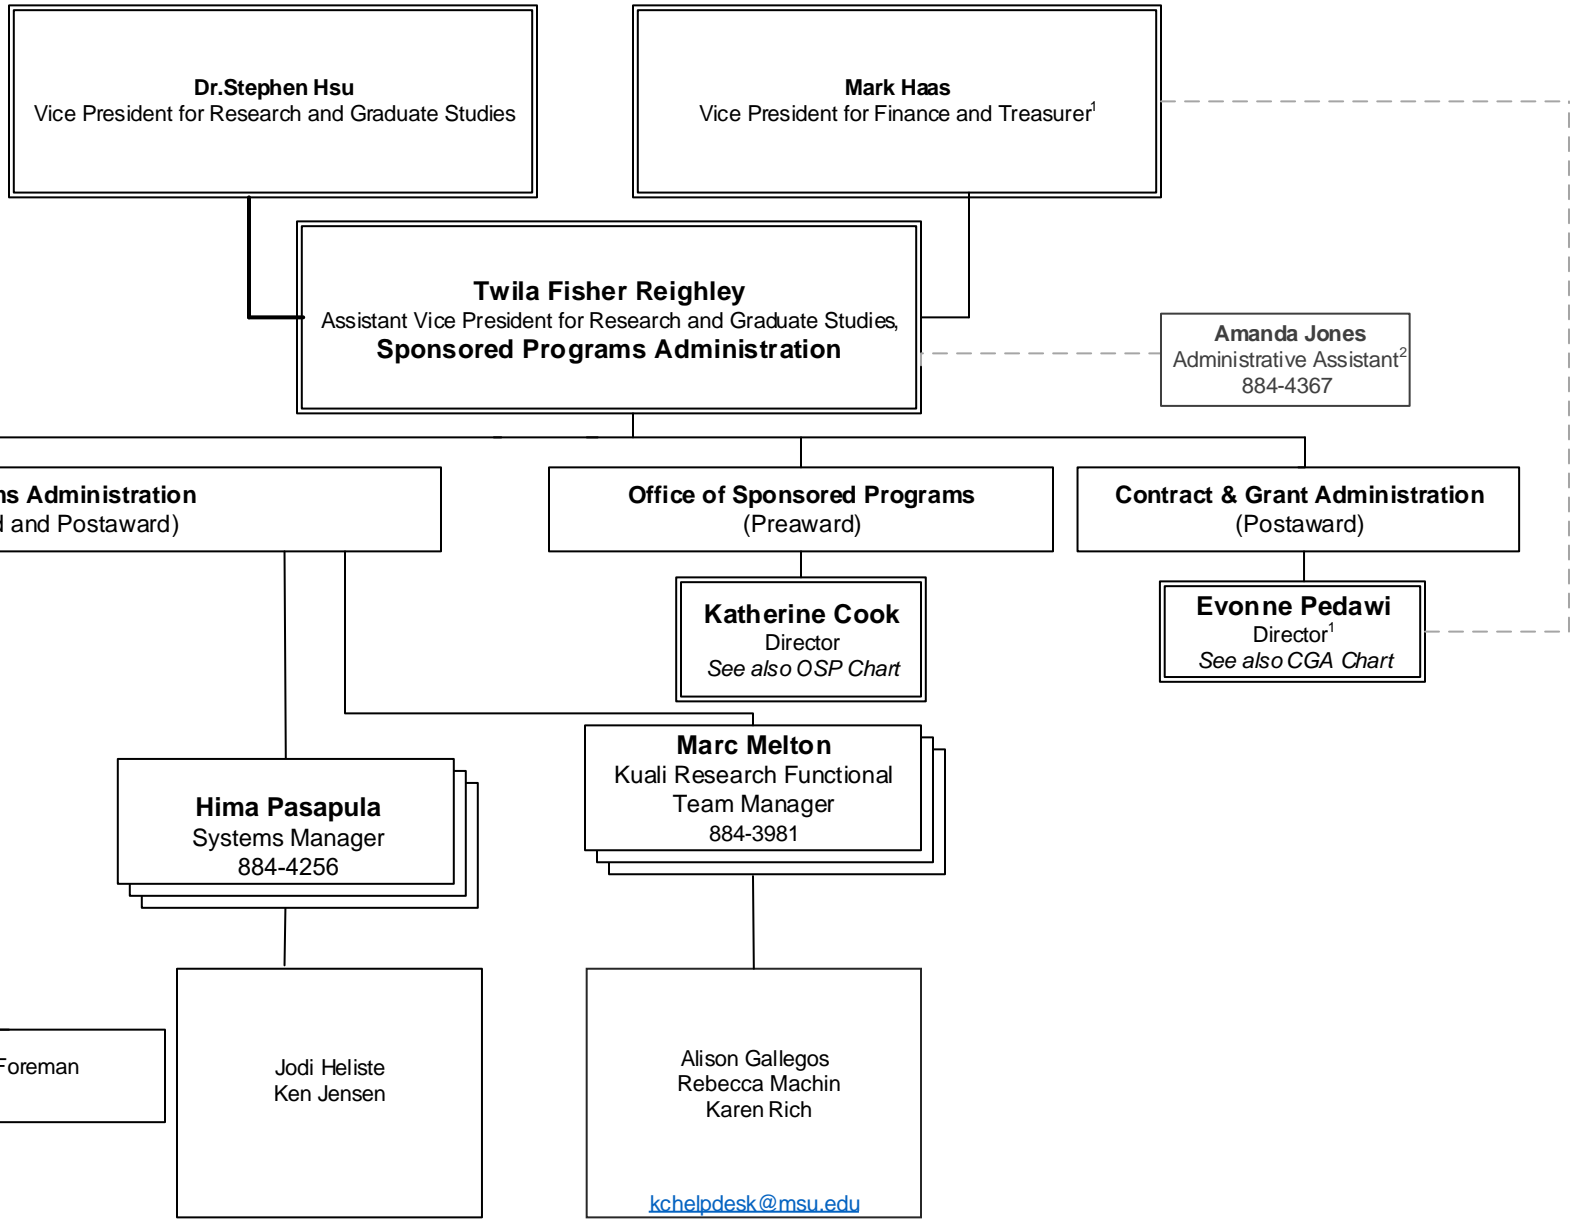 Dr.Stephen Hsu
Vice President for Research and Graduate Studies
Mark Haas
Vice President for Finance and Treasurer¹
Twila Fisher Reighley
Assistant Vice President for Research and Graduate Studies,
Sponsored Programs Administration
Amanda Jones
Administrative Assistant²
884-4367
Administration
and Postaward)
Office of Sponsored Programs
(Preaward)
Contract & Grant Administration
(Postaward)
Katherine Cook
Director
See also OSP Chart
Evonne Pedawi
Director¹
See also CGA Chart
Marc Melton
Kuali Research Functional
Team Manager
884-3981
Hima Pasapula
Systems Manager
884-4256
Foreman
Jodi Heliste
Ken Jensen
Alison Gallegos
Rebecca Machin
Karen Rich
kchelpdesk@msu.edu